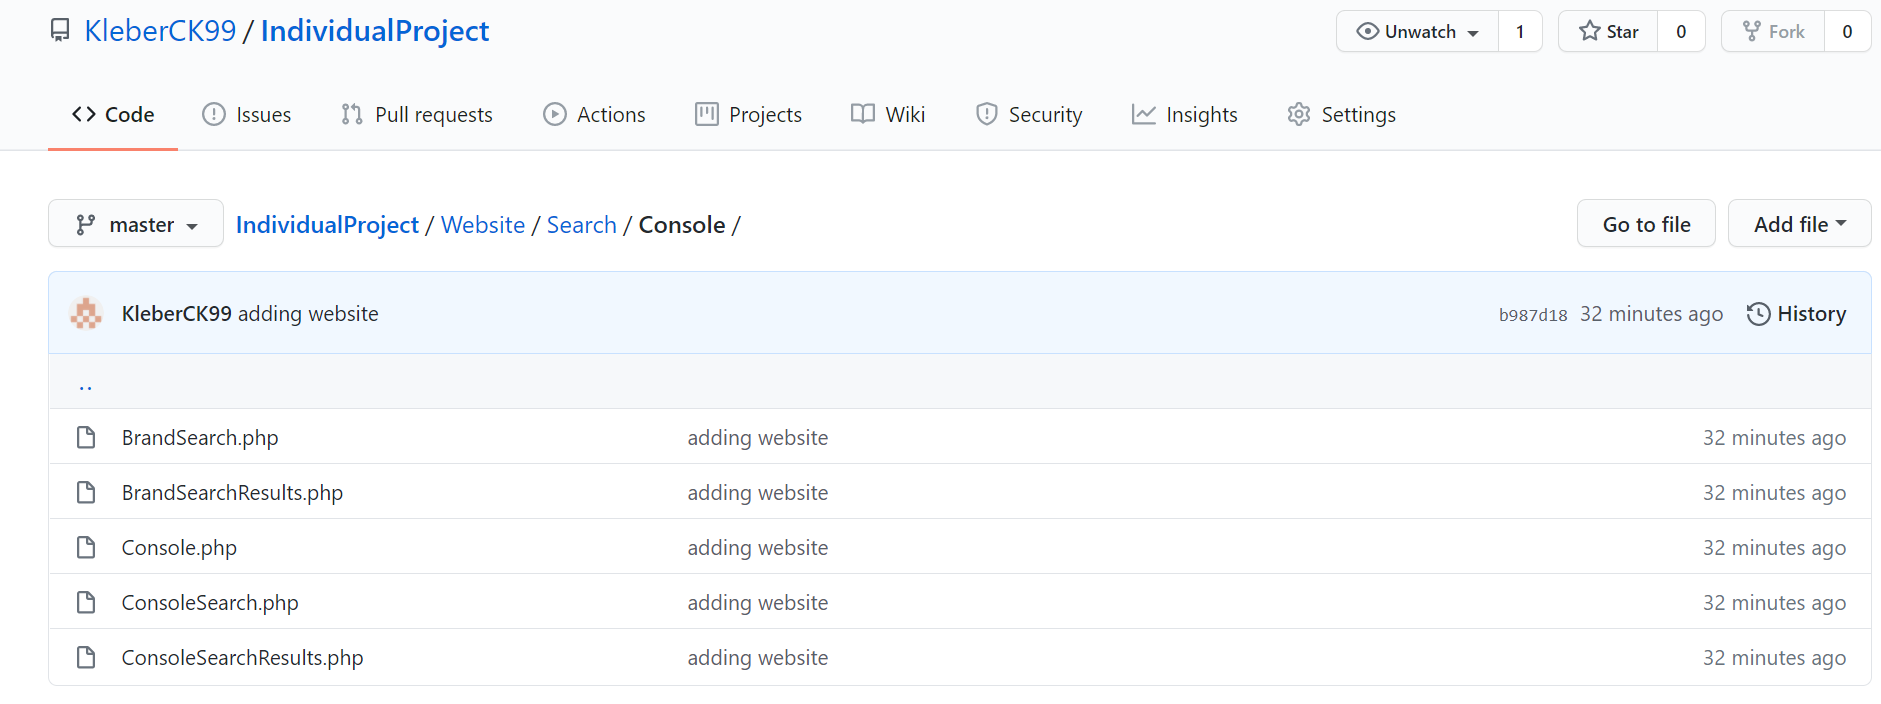 KleberCK99 / IndividualProject Unwatch 1 Star 0 Fork 0
Code Issues Pull requests Actions Projects Wiki Security Insights Settings
master IndividualProject / Website / Search / Console / Go to file Add file
KleberCK99 adding website b987d18 32 minutes ago History
..
BrandSearch.php adding website 32 minutes ago
BrandSearchResults.php adding website 32 minutes ago
Console.php adding website 32 minutes ago
ConsoleSearch.php adding website 32 minutes ago
ConsoleSearchResults.php adding website 32 minutes ago